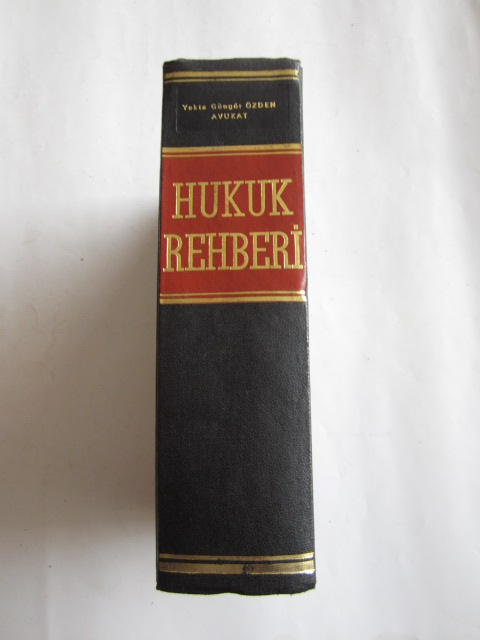 Yekta Güngör ÖZDEN
AVUKAT
HUKUK
REHBERİ